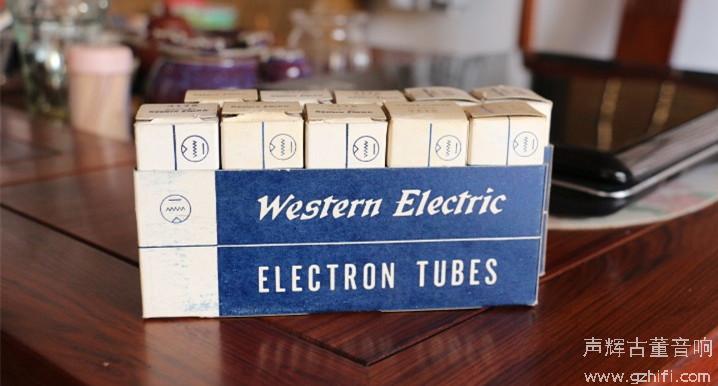 Western Electric
ELECTRON TUBES
声辉古董音响
www.gzhifi.com